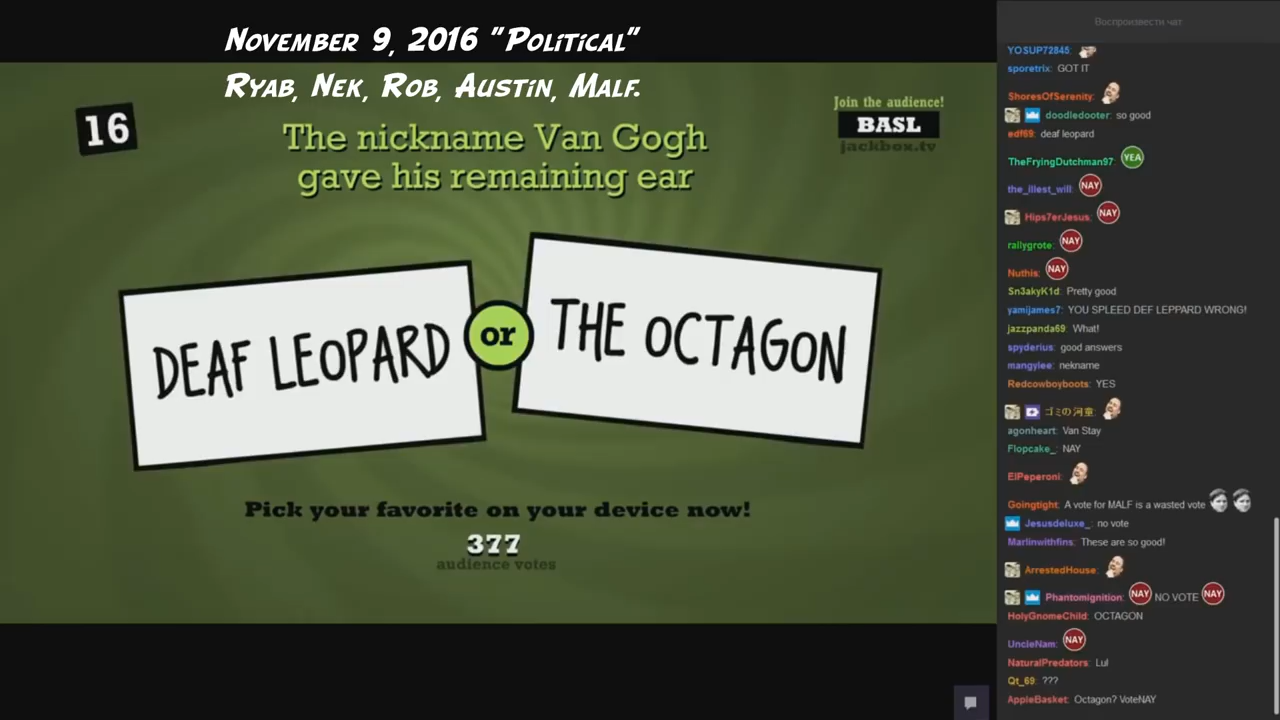 November 9, 2016 "Political"
Ryab, Nek, Rob, Austin, Malf.
16
The nickname Van Gogh
gave his remaining ear
Join the audience!
BASL
jackbox.tv
DEAF LEOPARD
or
THE OCTAGON
Pick your favorite on your device now!
377
audience votes
Воспроизвести чат
YOSUP72845:
sporetrix: GOT IT
ShoresOfSerenity:
doodledooter: so good
edf69: deaf leopard
TheFryingDutchman97: YEA
the_illest_will: NAY
Hips7erJesus: NAY
rallygrote: NAY
Nuthis: NAY
Sn3akyK1d: Pretty good
yamijames7: YOU SPLEED DEF LEPPARD WRONG!
jazzpanda69: What!
spyderius: good answers
mangylee: nekname
Redcowboyboots: YES
ゴミの河童:
agonheart: Van Stay
Flopcake_: NAY
ElPeperoni:
Goingtight: A vote for MALF is a wasted vote
Jesusdeluxe_: no vote
Marlinwithfins: These are so good!
ArrestedHouse:
Phantomignition: NAY NO VOTE NAY
HolyGnomeChild: OCTAGON
UncleNam: NAY
NaturalPredators: Lul
Qt_69: ???
AppleBasket: Octagon? VoteNAY